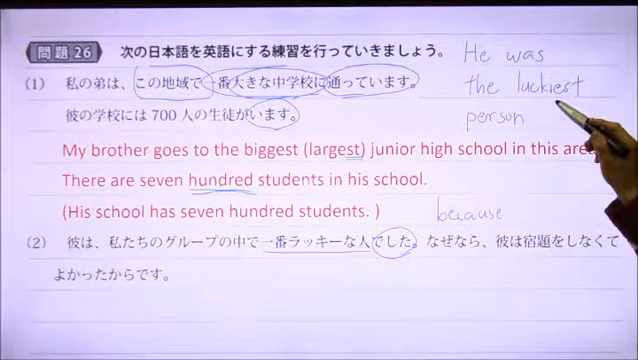 問題 26 次の日本語を英語にする練習を行っていきましょう。
He was
(1) 私の弟は、この地域で一番大きな中学校に通っています。
the luckiest
彼の学校には 700 人の生徒がいます。
person
My brother goes to the biggest (largest) junior high school in this area.
There are seven hundred students in his school.
(His school has seven hundred students. )
because
(2) 彼は、私たちのグループの中で一番ラッキーな人でした。なぜなら、彼は宿題をしなくて
よかったからです。